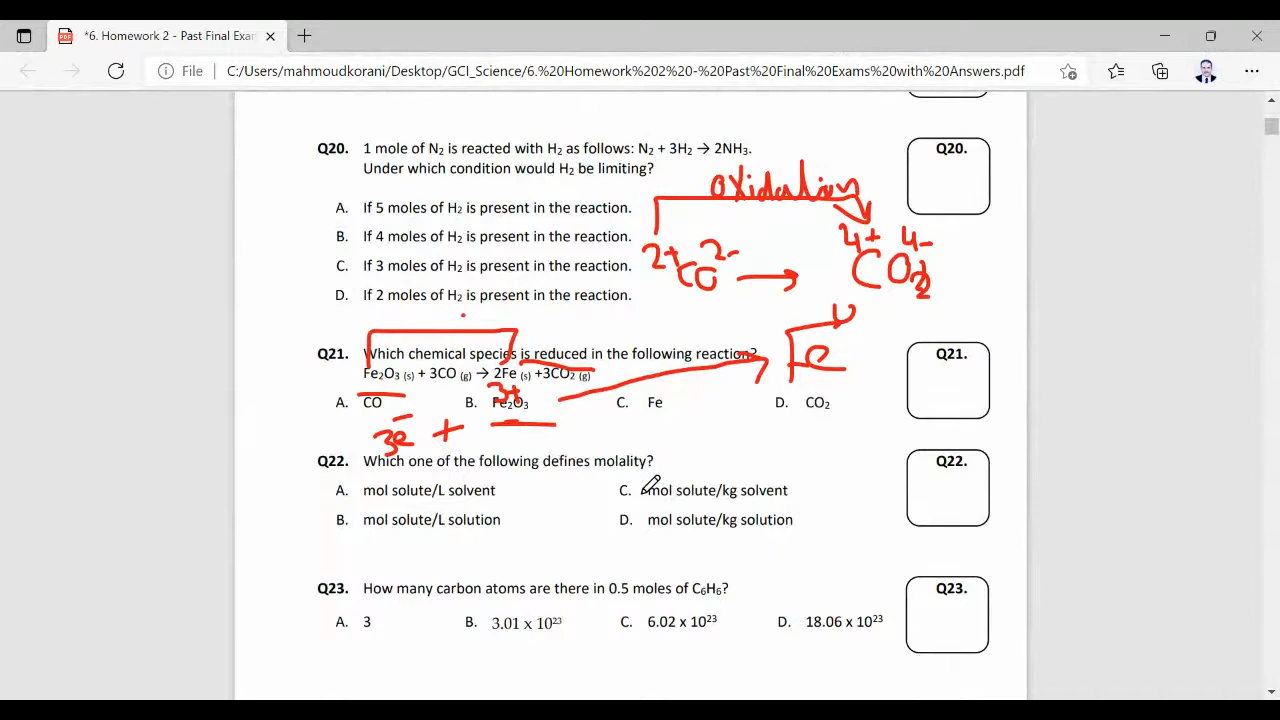 *6. Homework 2 - Past Final Exar
File C:/Users/mahmoudkorani/Desktop/GCI_Science/6.%20Homework%202%20-%20Past%20Final%20Exams%20with%20Answers.pdf
Q20. 1 mole of N₂ is reacted with H₂ as follows: N₂ + 3H₂ → 2NH₃. Q20.
Under which condition would H₂ be limiting?
oxidation
A. If 5 moles of H₂ is present in the reaction.
B. If 4 moles of H₂ is present in the reaction.
2+ 2- 4+ 4-
C. If 3 moles of H₂ is present in the reaction.
CO → CO₂
D. If 2 moles of H₂ is present in the reaction.
Q21. Which chemical species is reduced in the following reaction? Fe Q21.
Fe₂O₃ (s) + 3CO (g) → 2Fe (s) +3CO₂ (g)
3+
A. CO B. Fe₂O₃ C. Fe D. CO₂
3e⁻ +
Q22. Which one of the following defines molality? Q22.
A. mol solute/L solvent C. mol solute/kg solvent
B. mol solute/L solution D. mol solute/kg solution
Q23. How many carbon atoms are there in 0.5 moles of C₆H₆? Q23.
A. 3 B. 3.01 x 10²³ C. 6.02 x 10²³ D. 18.06 x 10²³